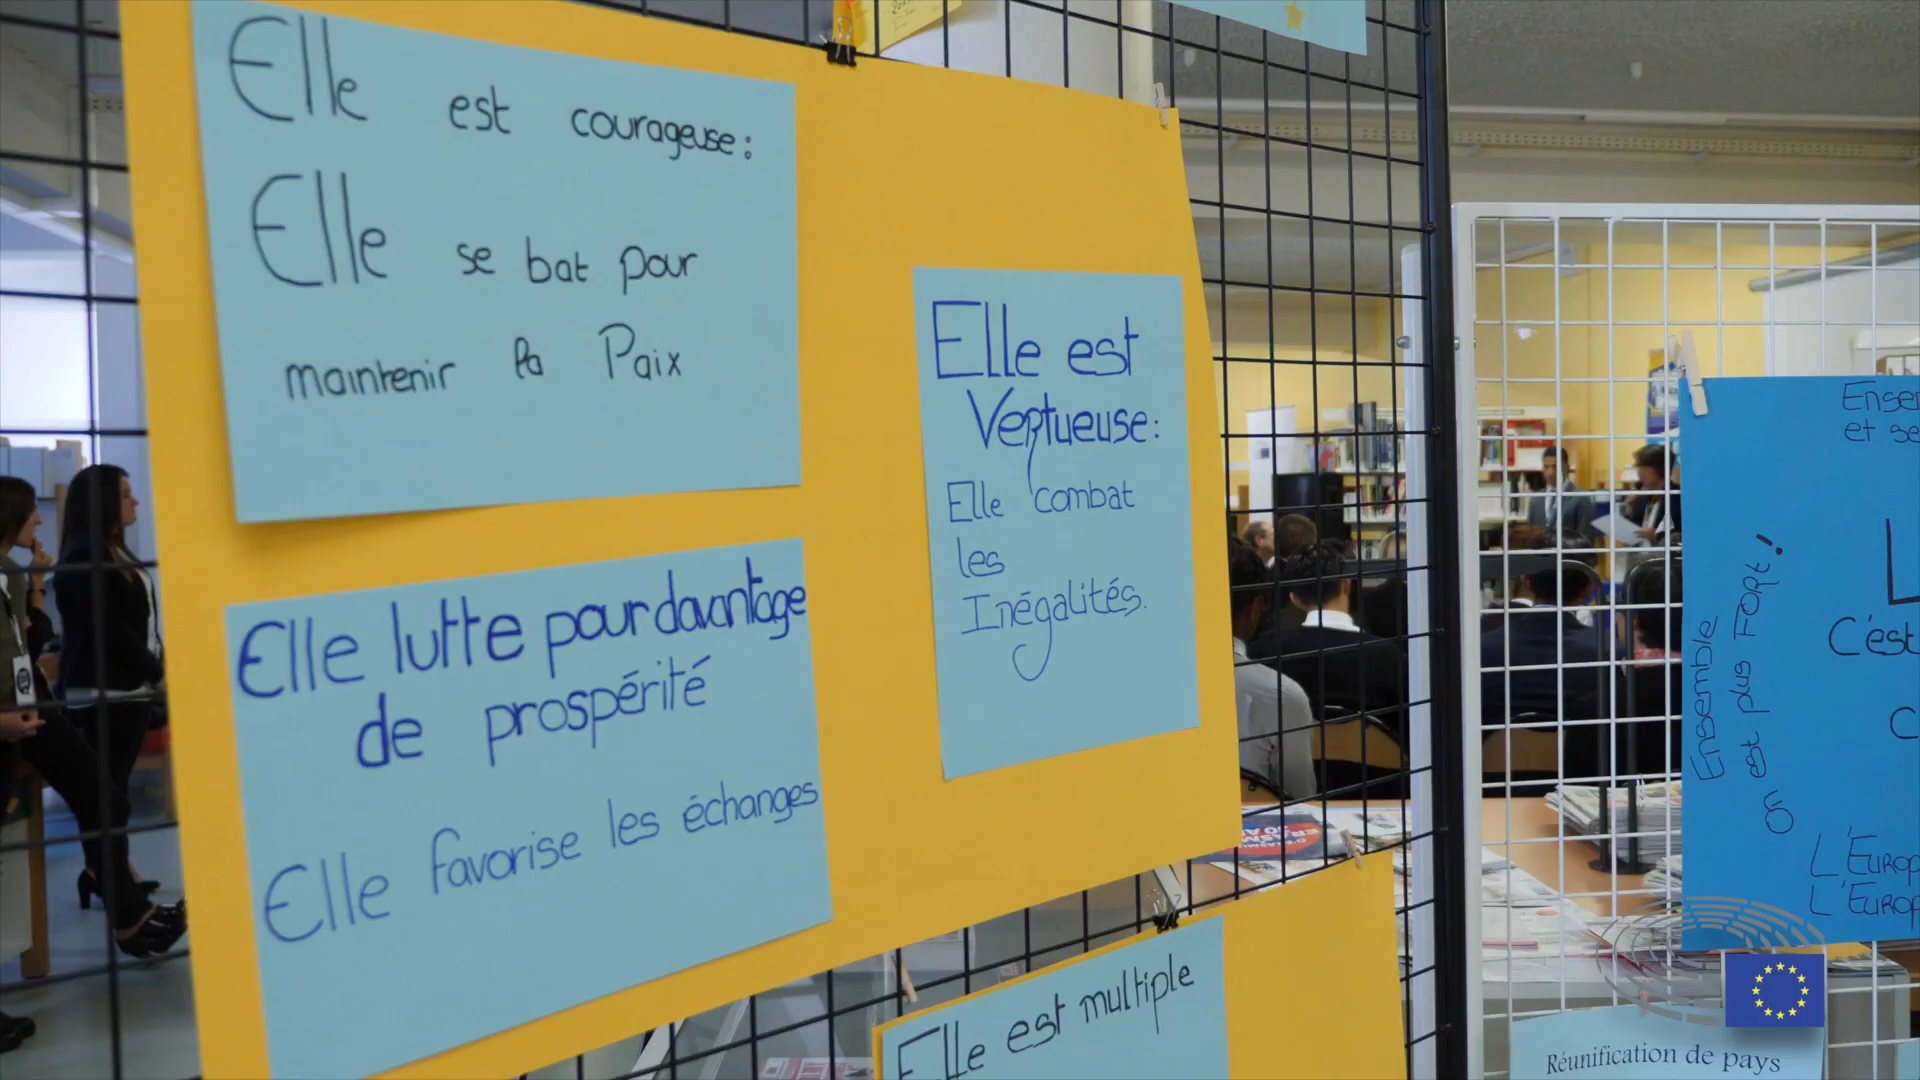 Elle est courageuse:
Elle se bat pour
maintenir la Paix
Elle lutte pour davantage
de prospérité
Elle favorise les échanges
Elle est
Vertueuse:
Elle combat
les
Inégalités.
Elle est multiple
Ensemble
on est plus FORT!
C'est
Réunification de pays